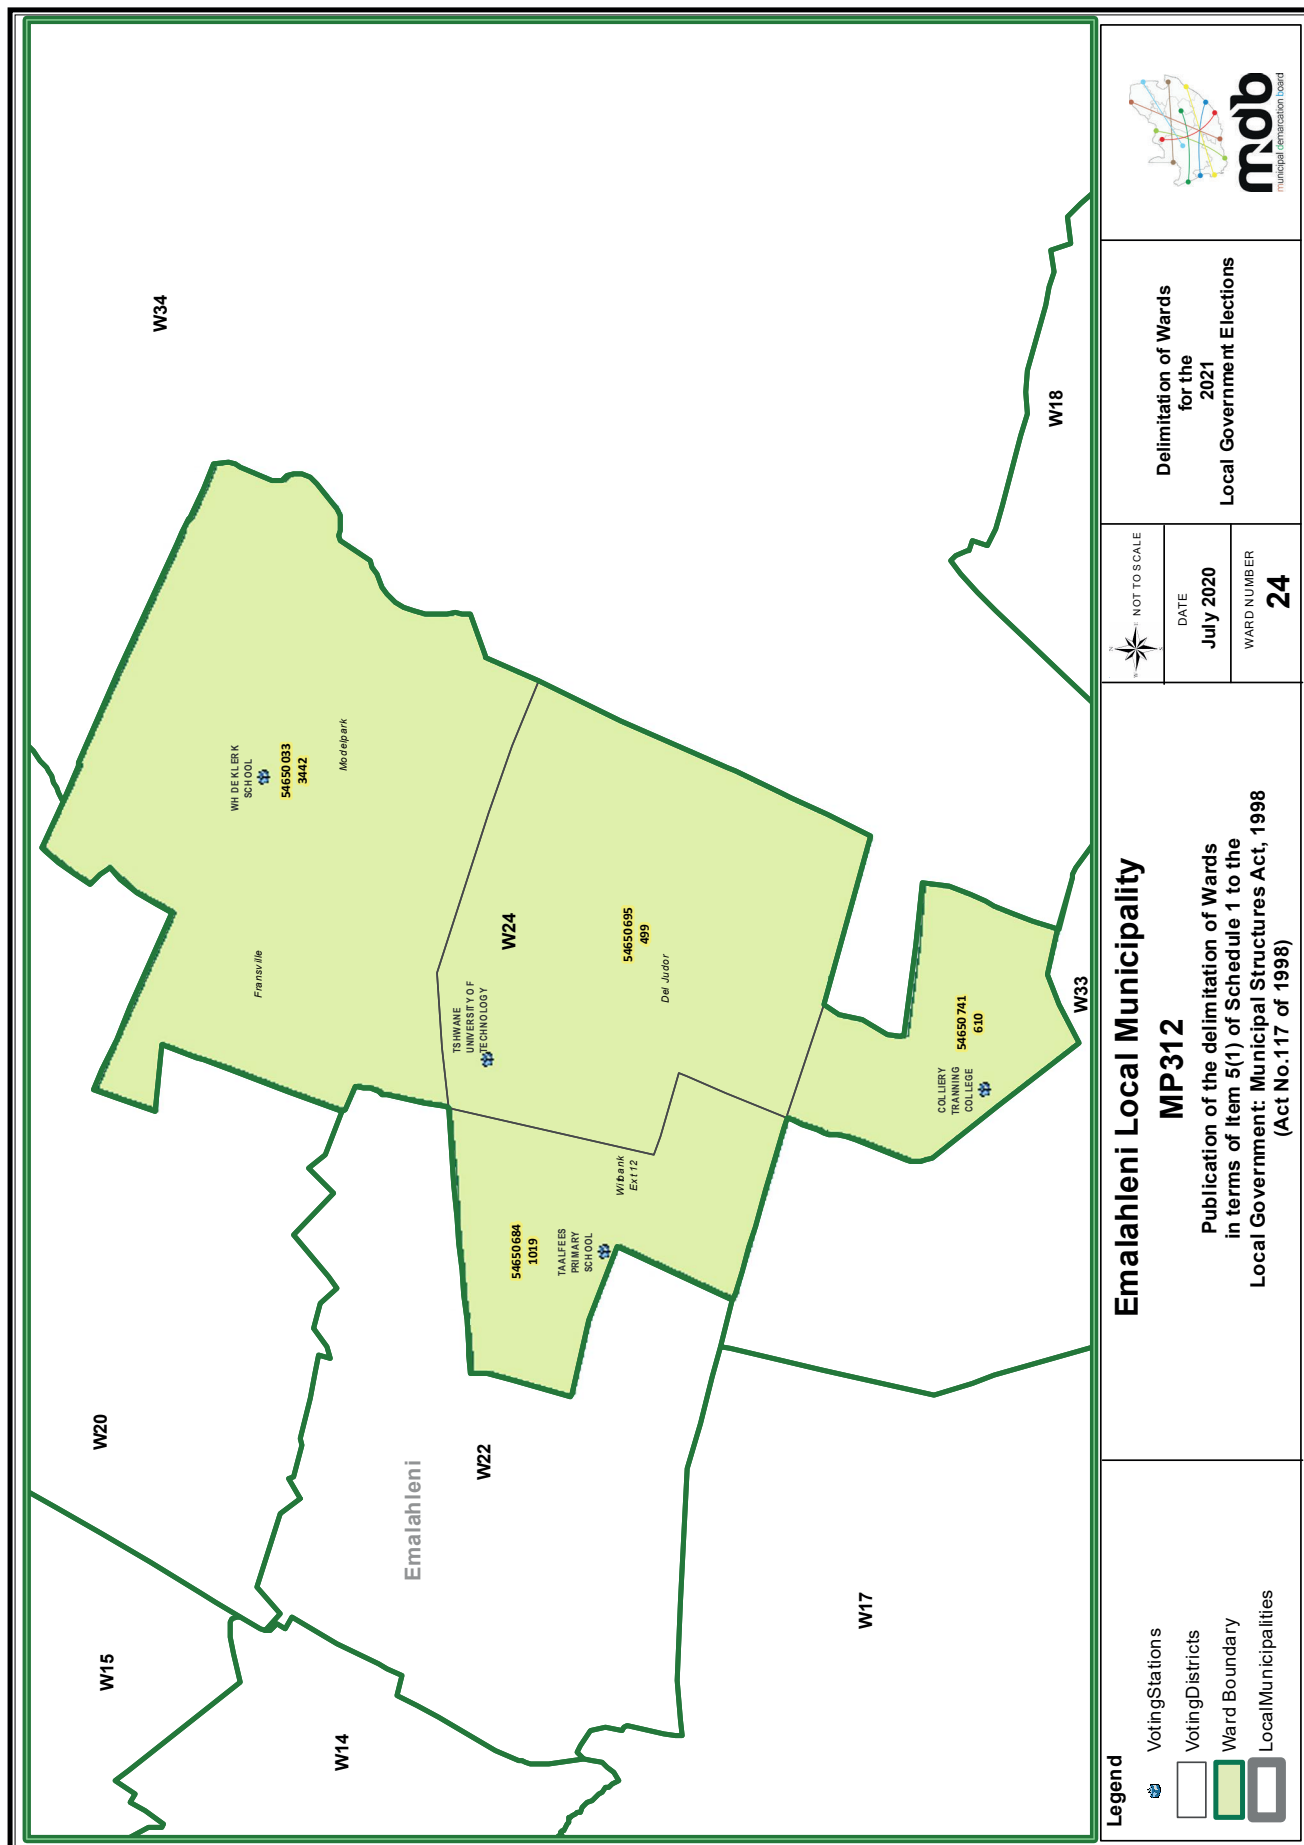 W15
W20
W34
WH DE KLERK
SCHOOL
54650033
3442
Modelpark
Fransville
W14
Emalahleni
W22
TSHWANE
UNIVERSITY OF
TECHNOLOGY
W24
54650684
1019
TAALFEES
PRIMARY
SCHOOL
Witbank
Ext 12
54650695
499
Del Judor
W17
COLLIERY
TRANNING
COLLEGE
54650741
610
W33
W18
Legend
VotingStations
VotingDistricts
Ward Boundary
LocalMunicipalities
Emalahleni Local Municipality
MP312
Publication of the delimitation of Wards
in terms of Item 5(1) of Schedule 1 to the
Local Government: Municipal Structures Act, 1998
(Act No.117 of 1998)
N
W
E
S
NOT TO SCALE
DATE
July 2020
WARD NUMBER
24
Delimitation of Wards
for the
2021
Local Government Elections
mdb
municipal demarcation board